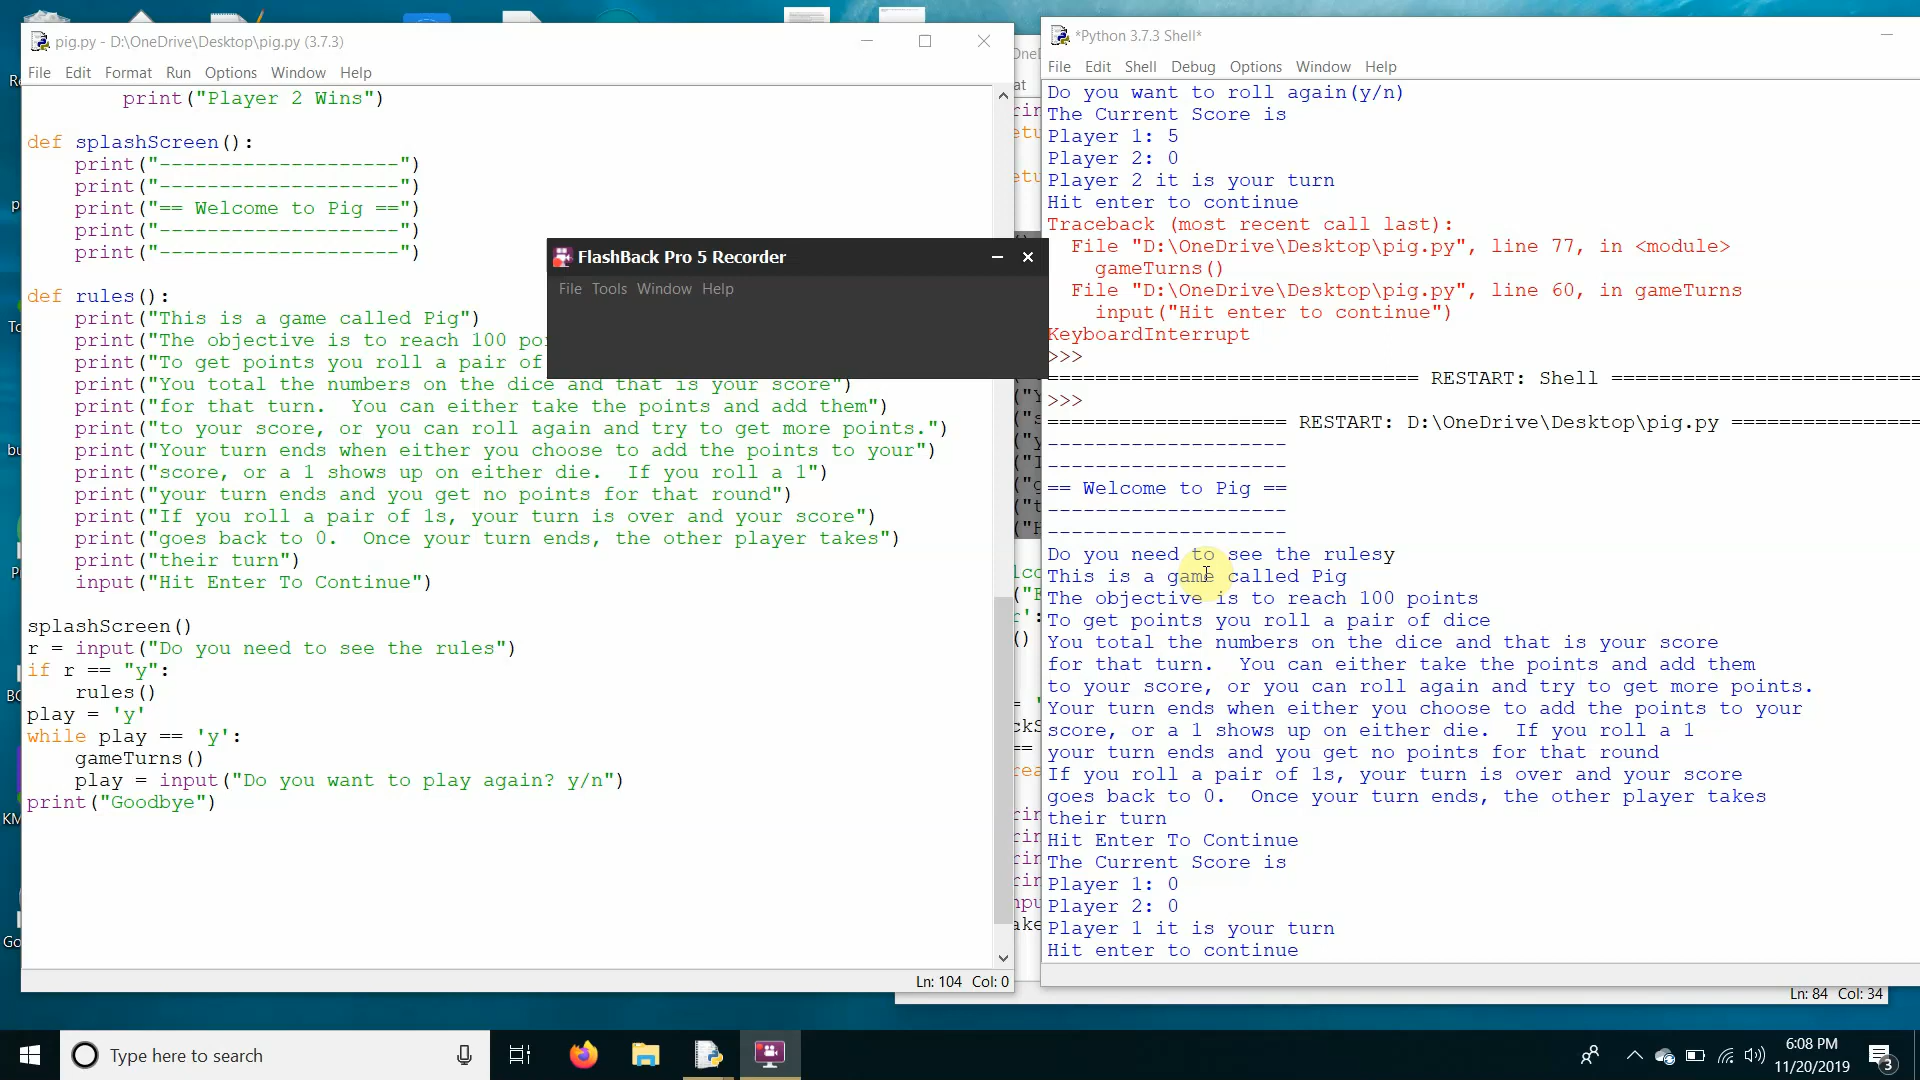 pig.py - D:\OneDrive\Desktop\pig.py (3.7.3)
File Edit Format Run Options Window Help
print("Player 2 Wins")
def splashScreen():
print("--------------------")
print("--------------------")
print("== Welcome to Pig ==")
print("--------------------")
print("--------------------")
def rules():
print("This is a game called Pig")
print("The objective is to reach 100
print("To get points you roll a pair of
print("You total the numbers on the dice and that is your score")
print("for that turn.  You can either take the points and add them")
print("to your score, or you can roll again and try to get more points.")
print("Your turn ends when either you choose to add the points to your")
print("score, or a 1 shows up on either die.  If you roll a 1")
print("your turn ends and you get no points for that round")
print("If you roll a pair of 1s, your turn is over and your score")
print("goes back to 0.  Once your turn ends, the other player takes")
print("their turn")
input("Hit Enter To Continue")
splashScreen()
r = input("Do you need to see the rules")
if r == "y":
rules()
play = 'y'
while play == 'y':
gameTurns()
play = input("Do you want to play again? y/n")
print("Goodbye")
Ln: 104 Col: 0
FlashBack Pro 5 Recorder
File Tools Window Help
*Python 3.7.3 Shell*
File Edit Shell Debug Options Window Help
Do you want to roll again(y/n)
The Current Score is
Player 1: 5
Player 2: 0
Player 2 it is your turn
Hit enter to continue
Traceback (most recent call last):
File "D:\OneDrive\Desktop\pig.py", line 77, in <module>
gameTurns()
File "D:\OneDrive\Desktop\pig.py", line 60, in gameTurns
input("Hit enter to continue")
KeyboardInterrupt
>>>
=============================== RESTART: Shell ==========================
>>>
==================== RESTART: D:\OneDrive\Desktop\pig.py ================
--------------------
--------------------
== Welcome to Pig ==
--------------------
--------------------
Do you need to see the rulesy
This is a game called Pig
The objective is to reach 100 points
To get points you roll a pair of dice
You total the numbers on the dice and that is your score
for that turn.  You can either take the points and add them
to your score, or you can roll again and try to get more points.
Your turn ends when either you choose to add the points to your
score, or a 1 shows up on either die.  If you roll a 1
your turn ends and you get no points for that round
If you roll a pair of 1s, your turn is over and your score
goes back to 0.  Once your turn ends, the other player takes
their turn
Hit Enter To Continue
The Current Score is
Player 1: 0
Player 2: 0
Player 1 it is your turn
Hit enter to continue
Ln: 84 Col: 34
Type here to search
6:08 PM
11/20/2019
3